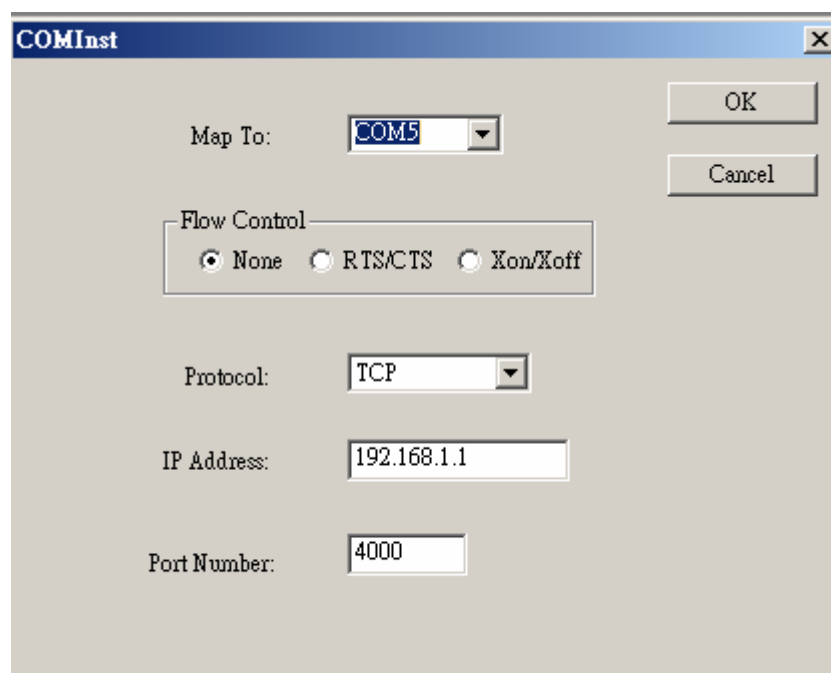 COMInst
OK
Map To: COM5
Cancel
Flow Control
None RTS/CTS Xon/Xoff
Protocol: TCP
IP Address: 192.168.1.1
Port Number: 4000